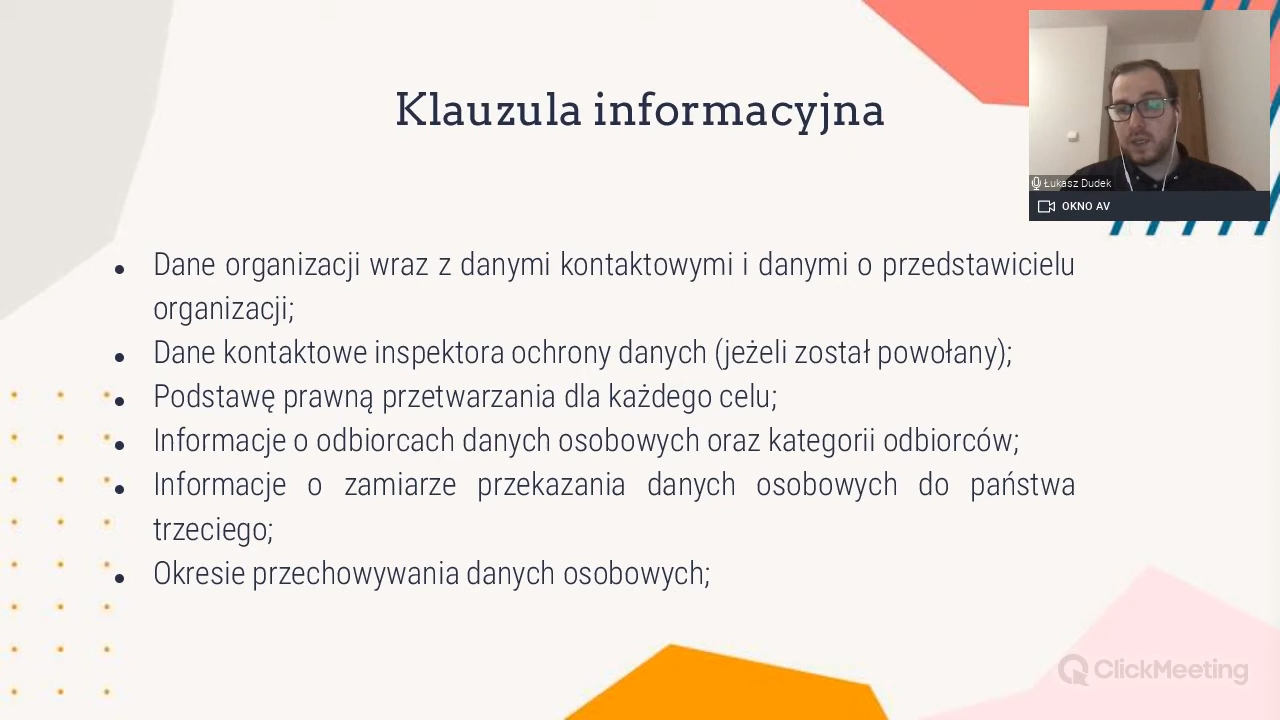 Klauzula informacyjna
Łukasz Dudek
OKNO AV
● Dane organizacji wraz z danymi kontaktowymi i danymi o przedstawicielu
organizacji;
● Dane kontaktowe inspektora ochrony danych (jeżeli został powołany);
● Podstawę prawną przetwarzania dla każdego celu;
● Informacje o odbiorcach danych osobowych oraz kategorii odbiorców;
● Informacje o zamiarze przekazania danych osobowych do państwa
trzeciego;
● Okresie przechowywania danych osobowych;
ClickMeeting